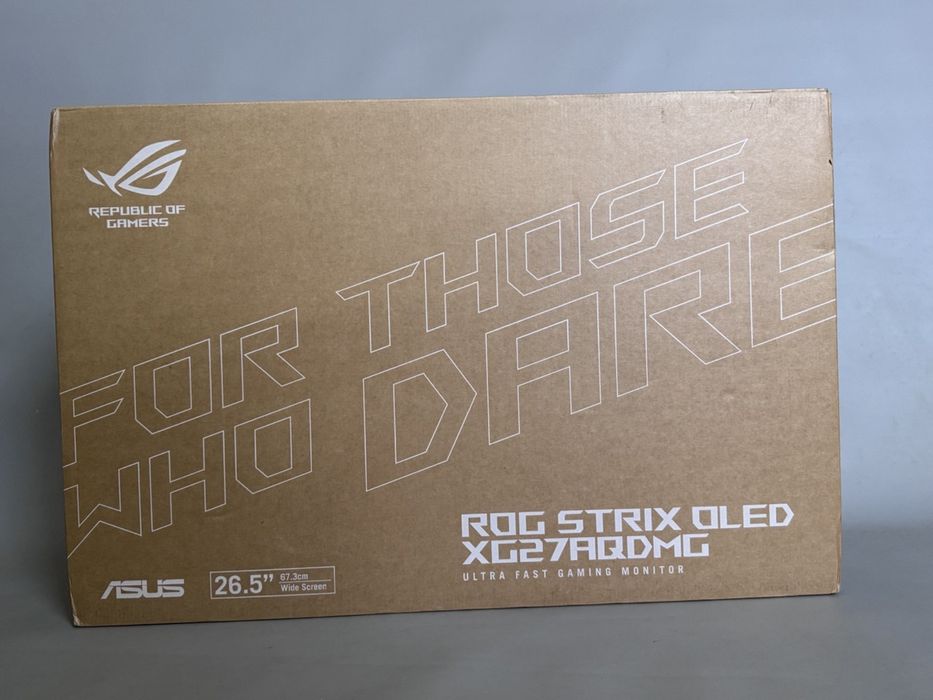 REPUBLIC OF
GAMERS
FOR THOSE
WHO DARE
ROG STRIX OLED
XG27AQDMG
ULTRA FAST GAMING MONITOR
ASUS
26.5”
67.3cm
Wide Screen